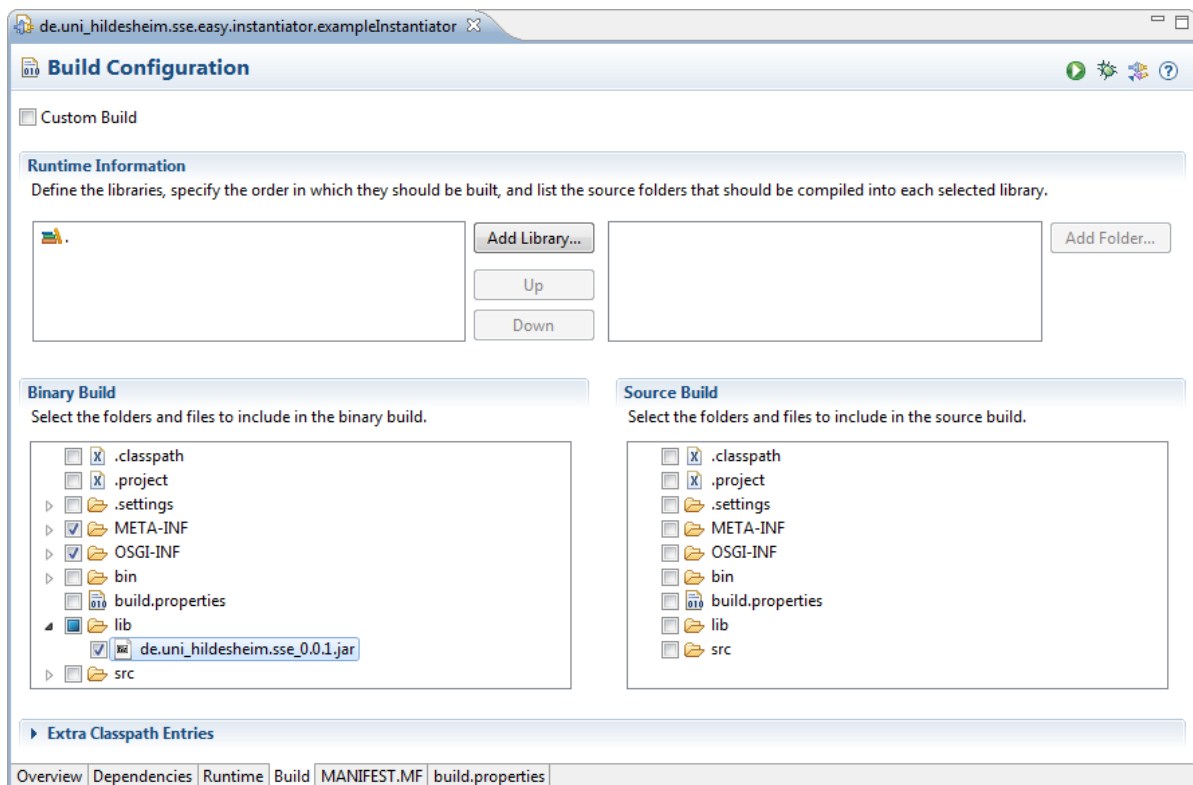 de.uni_hildesheim.sse.easy.instantiator.exampleInstantiator
010 Build Configuration
Custom Build
Runtime Information
Define the libraries, specify the order in which they should be built, and list the source folders that should be compiled into each selected library.
. Add Library... Add Folder...
Up
Down
Binary Build
Select the folders and files to include in the binary build.
X .classpath
X .project
.settings
META-INF
OSGI-INF
bin
010 build.properties
lib
de.uni_hildesheim.sse_0.0.1.jar
src
Source Build
Select the folders and files to include in the source build.
X .classpath
X .project
.settings
META-INF
OSGI-INF
bin
010 build.properties
lib
src
Extra Classpath Entries
Overview Dependencies Runtime Build MANIFEST.MF build.properties